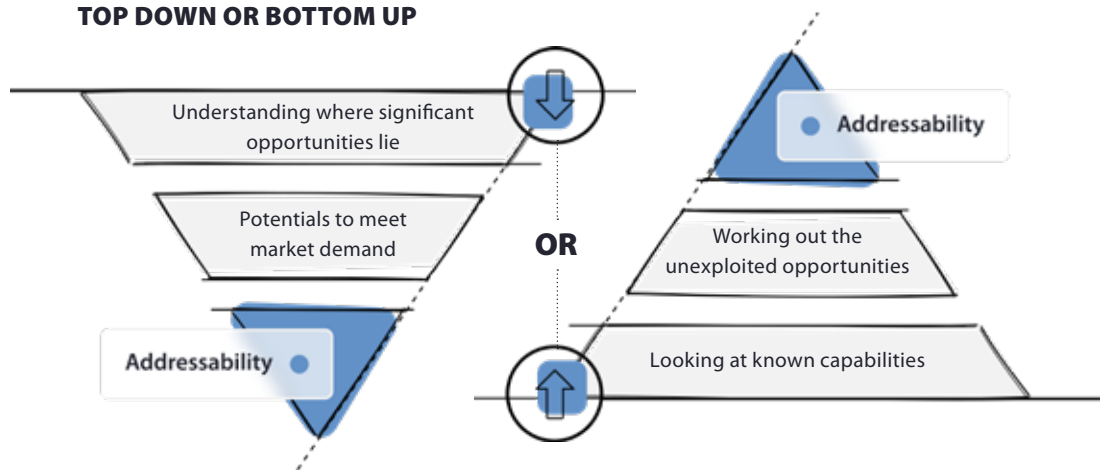 TOP DOWN OR BOTTOM UP
Understanding where significant
opportunities lie
Potentials to meet
market demand
Addressability
OR
Addressability
Working out the
unexploited opportunities
Looking at known capabilities